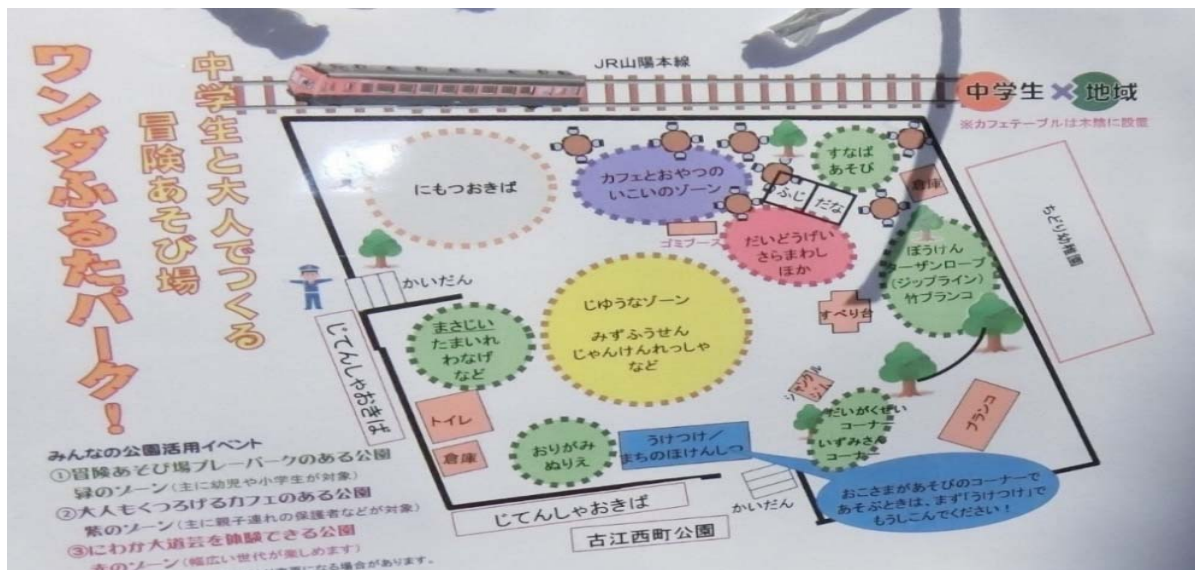 中学生と大人でつくる
冒険あそび場
ワンダふるたパーク!
JR山陽本線
中学生×地域
※カフェテーブルは木陰に設置
にもつおきば
カフェとおやつの
いこいのゾーン
すなば
あそび
ふじ
だな
倉庫
ちどり幼稚園
ゴミブース
だいどうげい
さらまわし
ほか
ぼうけん
ターザンロープ
(ジップライン)
竹ブランコ
かいだん
じてんしゃおきば
まさじい
たまいれ
わなげ
など
じゆうなゾーン
みずふうせん
じゃんけんれっしゃ
など
すべり台
ジャングル
ジム
ブランコ
トイレ
倉庫
おりがみ
ぬりえ
うけつけ/
まちのほけんしつ
だいがくせい
コーナー
いずみさん
コーナー
おこさまがあそびのコーナーで
あそぶときは、まず「うけつけ」で
もうしこんでください!
かいだん
じてんしゃおきば
古江西町公園
みんなの公園活用イベント
①冒険あそび場プレーパークのある公園
緑のゾーン(主に幼児や小学生が対象)
②大人もくつろげるカフェのある公園
紫のゾーン(主に親子連れの保護者などが対象)
③にわか大道芸を体験できる公園
赤のゾーン(幅広い世代が楽しめます)
変更になる場合があります。